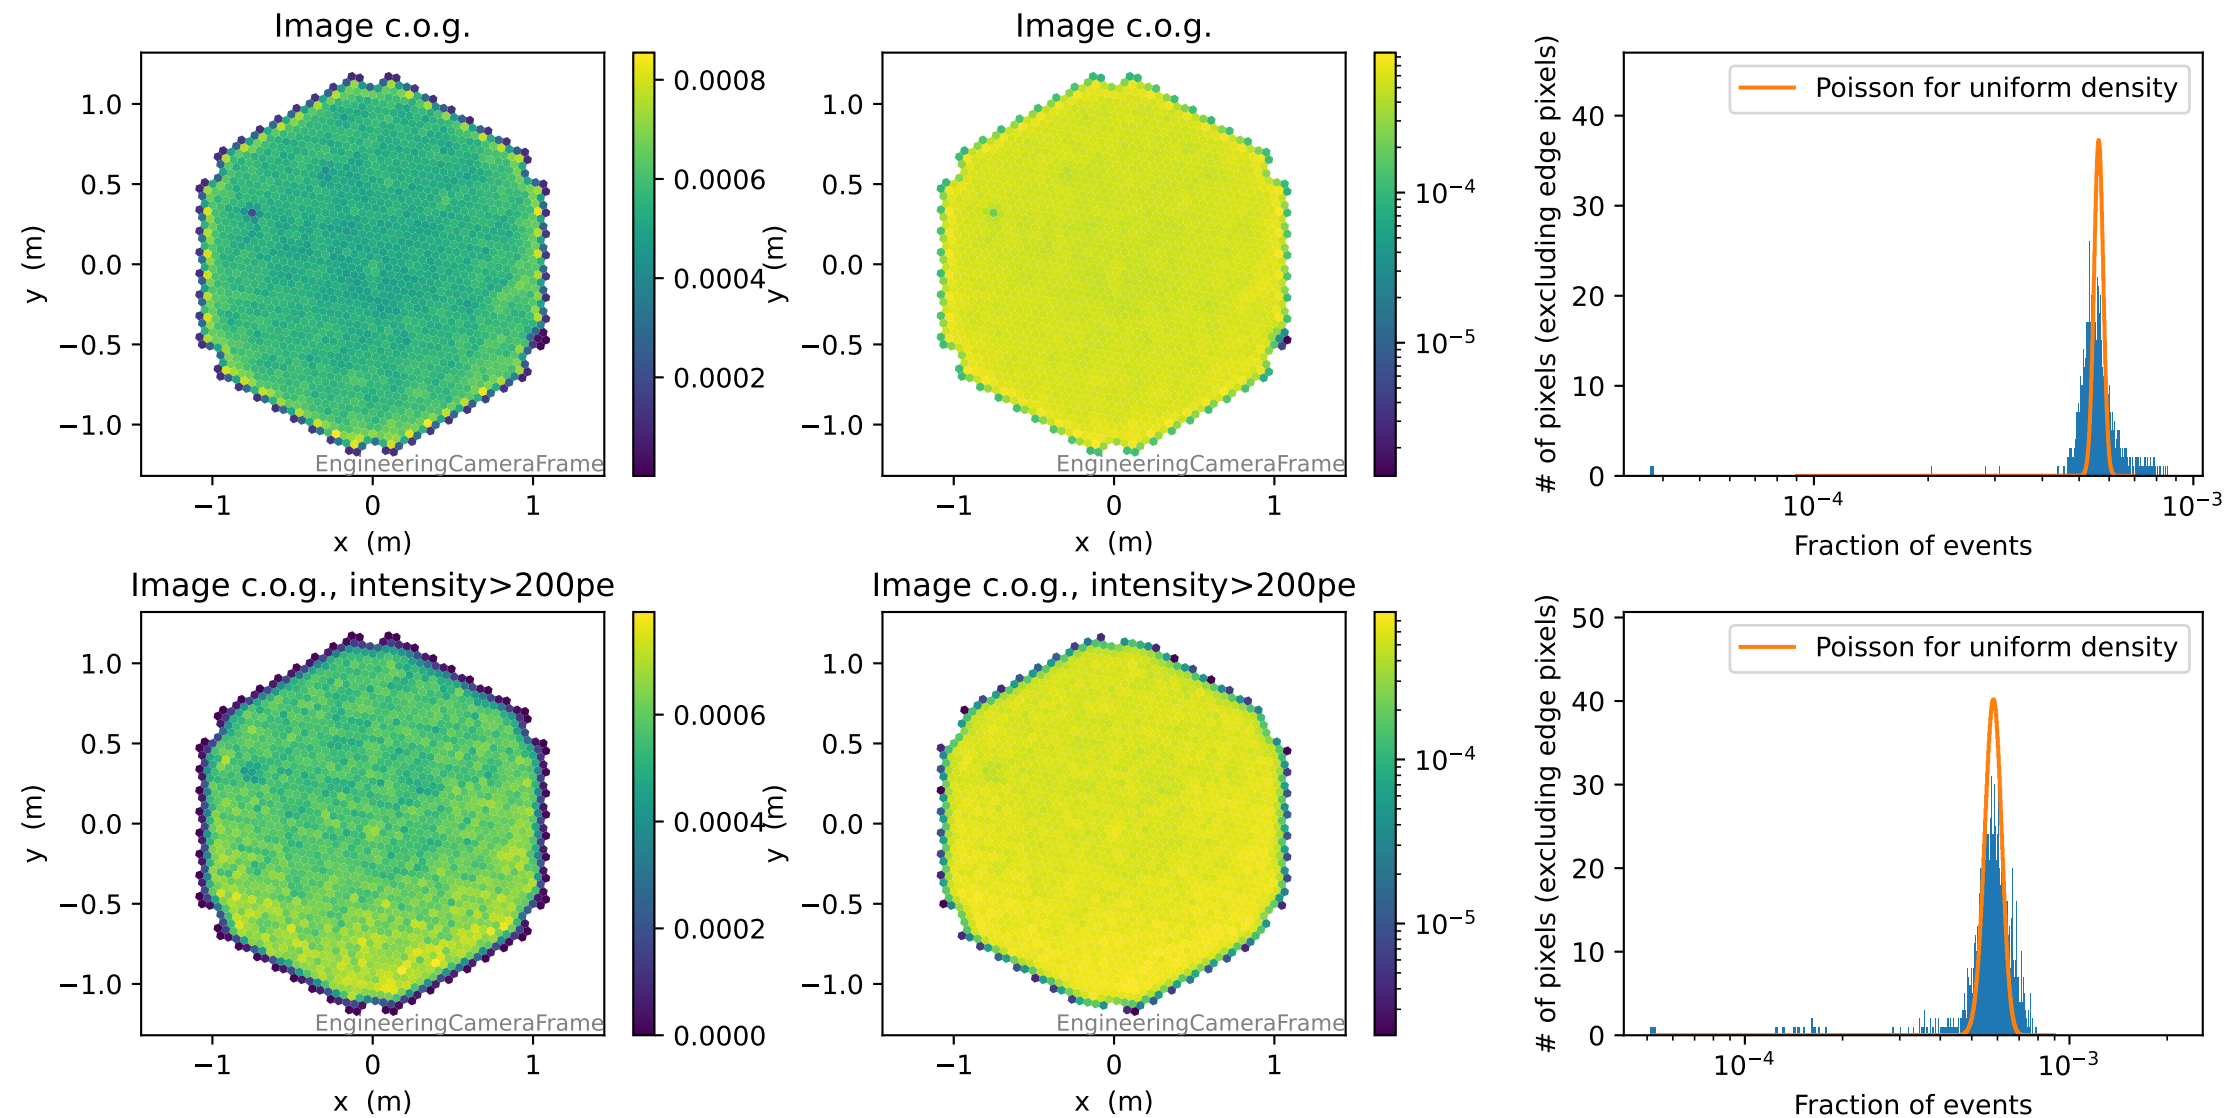 Image c.o.g.
1.0
0.5
0.0
−0.5
−1.0
y (m)
−1 0 1
x (m)
EngineeringCameraFrame
0.0008
0.0006
0.0004
0.0002
Image c.o.g.
1.0
0.5
0.0
−0.5
−1.0
y (m)
−1 0 1
x (m)
EngineeringCameraFrame
10⁻⁴
10⁻⁵
# of pixels (excluding edge pixels)
Poisson for uniform density
40
30
20
10
0
10⁻⁴ 10⁻³
Fraction of events
Image c.o.g., intensity>200pe
1.0
0.5
0.0
−0.5
−1.0
y (m)
−1 0 1
x (m)
EngineeringCameraFrame
0.0006
0.0004
0.0002
0.0000
Image c.o.g., intensity>200pe
1.0
0.5
0.0
−0.5
−1.0
y (m)
−1 0 1
x (m)
EngineeringCameraFrame
10⁻⁴
10⁻⁵
# of pixels (excluding edge pixels)
Poisson for uniform density
50
40
30
20
10
0
10⁻⁴ 10⁻³
Fraction of events